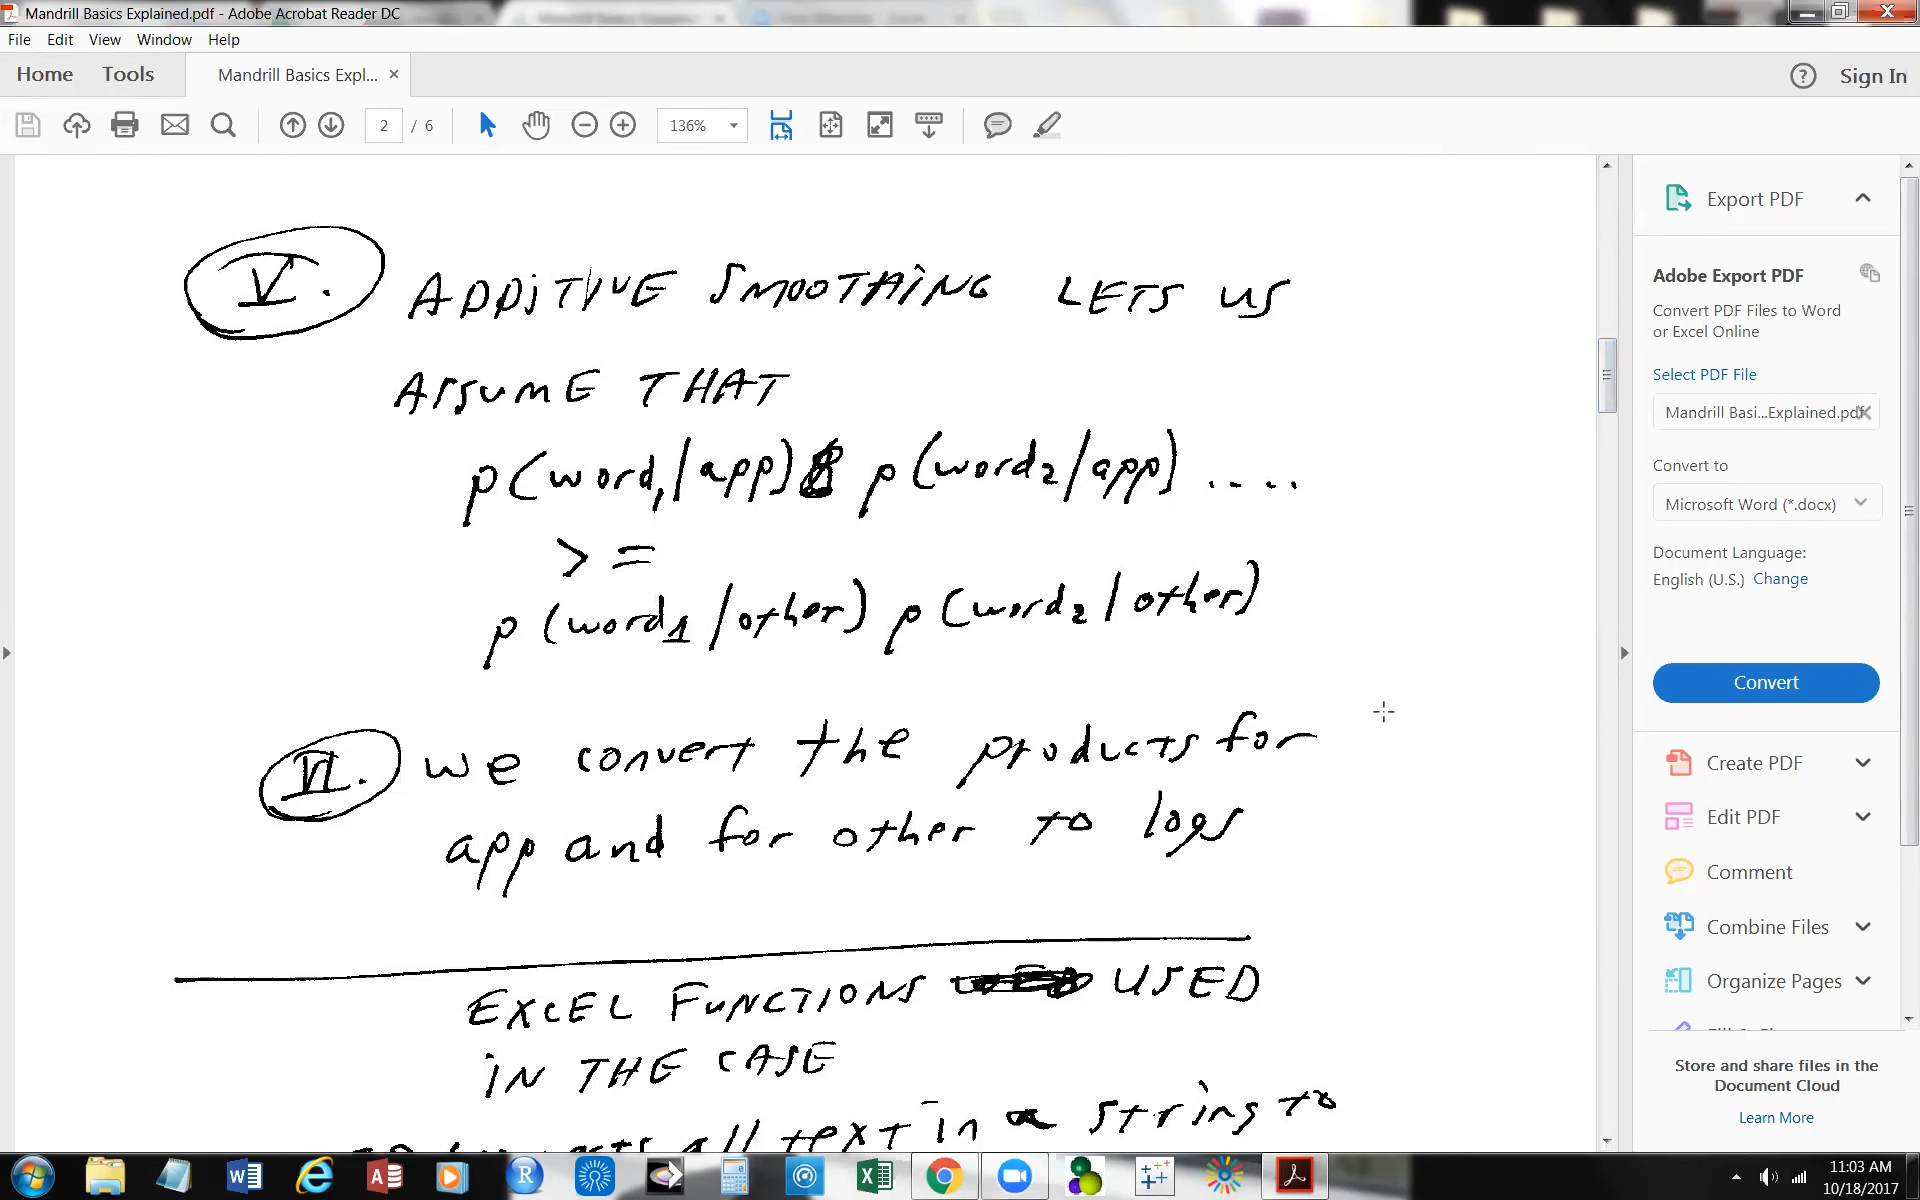 Mandrill Basics Explained.pdf - Adobe Acrobat Reader DC
File Edit View Window Help
Home Tools Mandrill Basics Expl... × ? Sign In
2 / 6 136%
V. ADDITIVE SMOOTHING LETS US
ASSUME THAT
p(word1/app) p(word2/app) ....
> =
p(word1/other) p(word2/other)
VI. we convert the products for
app and for other to logs
EXCEL FUNCTIONS USED
IN THE CASE
all text in a string to
Export PDF
Adobe Export PDF
Convert PDF Files to Word
or Excel Online
Select PDF File
Mandrill Basi...Explained.pdf
Convert to
Microsoft Word (*.docx)
Document Language:
English (U.S.) Change
Convert
Create PDF
Edit PDF
Comment
Combine Files
Organize Pages
Store and share files in the
Document Cloud
Learn More
11:03 AM
10/18/2017